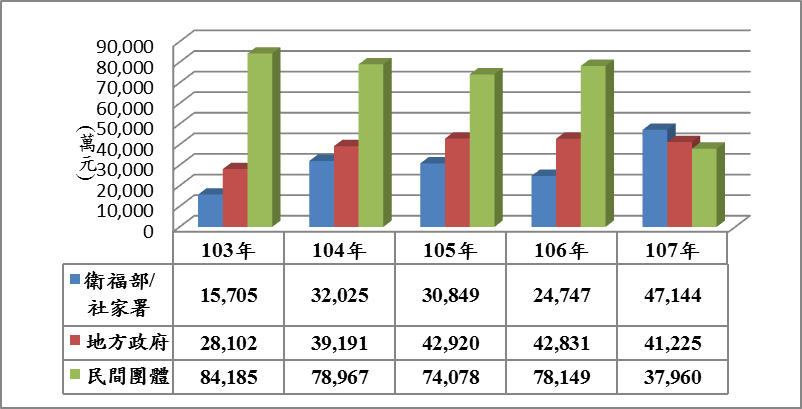 90,000
80,000
70,000
60,000
50,000
40,000
30,000
20,000
10,000
0
(萬元)
103年 104年 105年 106年 107年
衛福部/
社家署 15,705 32,025 30,849 24,747 47,144
地方政府 28,102 39,191 42,920 42,831 41,225
民間團體 84,185 78,967 74,078 78,149 37,960